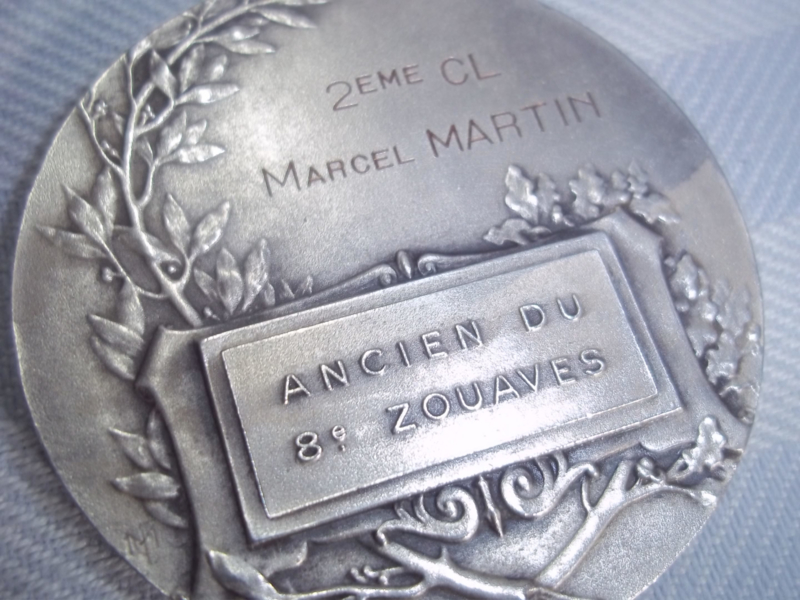 2EME CL
MARCEL MARTIN
ANCIEN DU
8e ZOUAVES